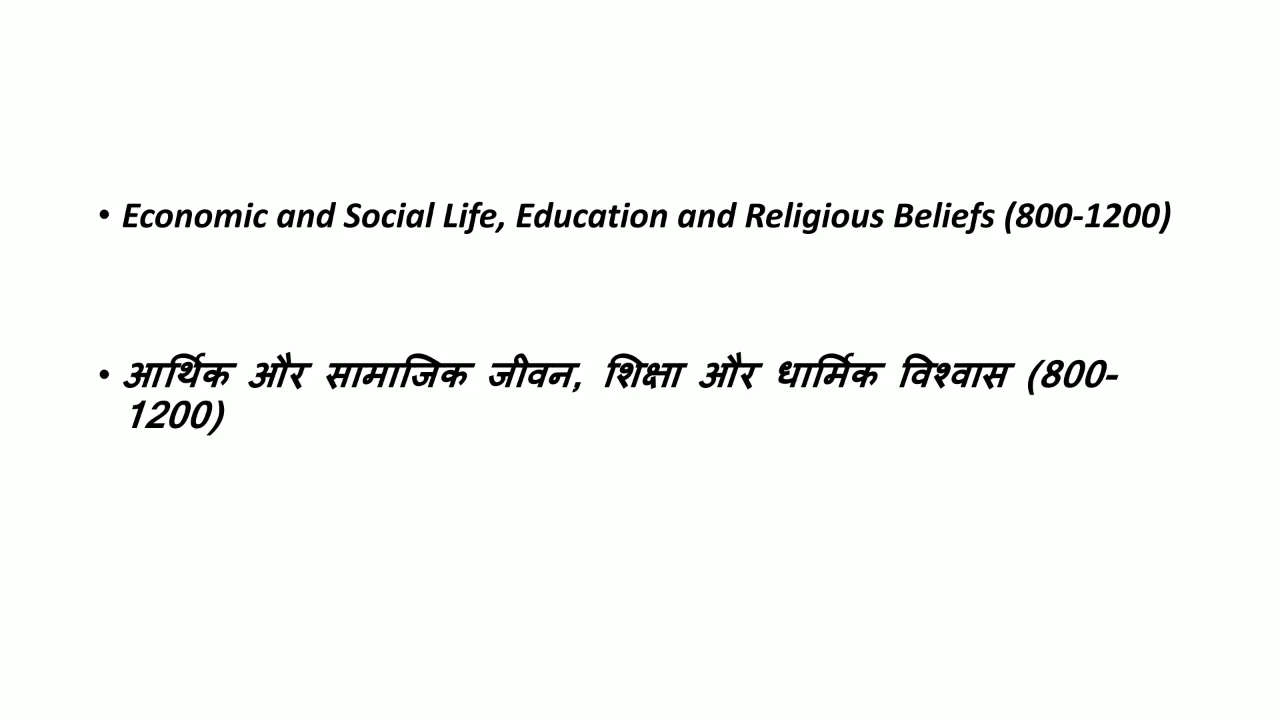 • Economic and Social Life, Education and Religious Beliefs (800-1200)
• आर्थिक और सामाजिक जीवन, शिक्षा और धार्मिक विश्वास (800-
1200)